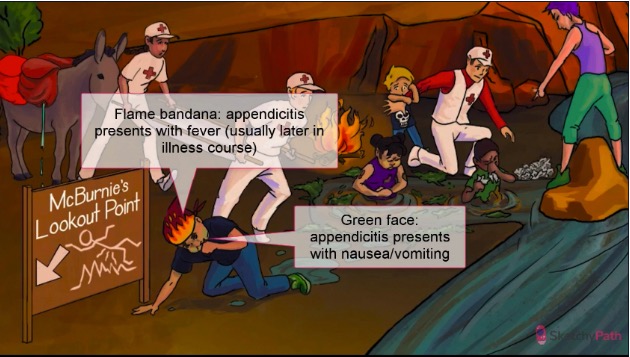 Flame bandana: appendicitis
presents with fever (usually later in
illness course)
McBurnie's
Lookout Point
Green face:
appendicitis presents
with nausea/vomiting
SketchyPath